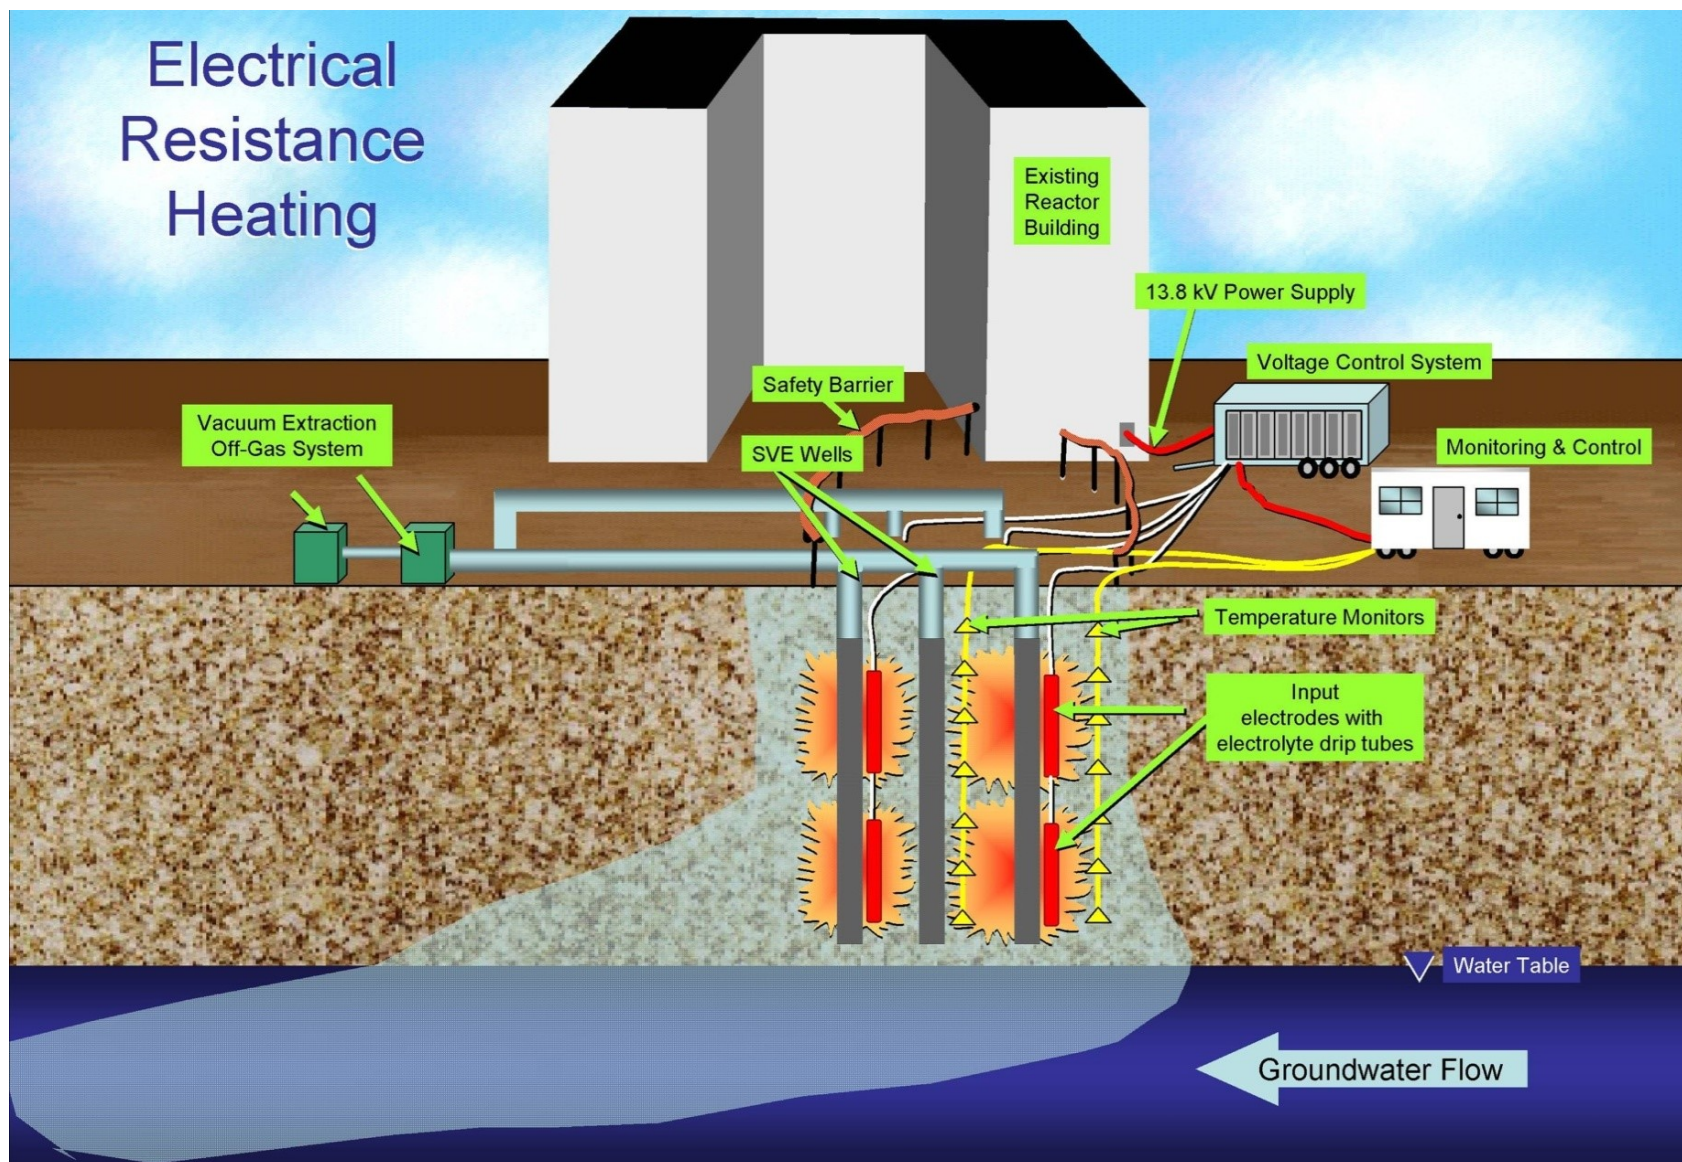 Electrical
Resistance
Heating
Existing
Reactor
Building
13.8 kV Power Supply
Voltage Control System
Safety Barrier
Vacuum Extraction
Off-Gas System
SVE Wells
Monitoring & Control
Temperature Monitors
Input
electrodes with
electrolyte drip tubes
Water Table
Groundwater Flow